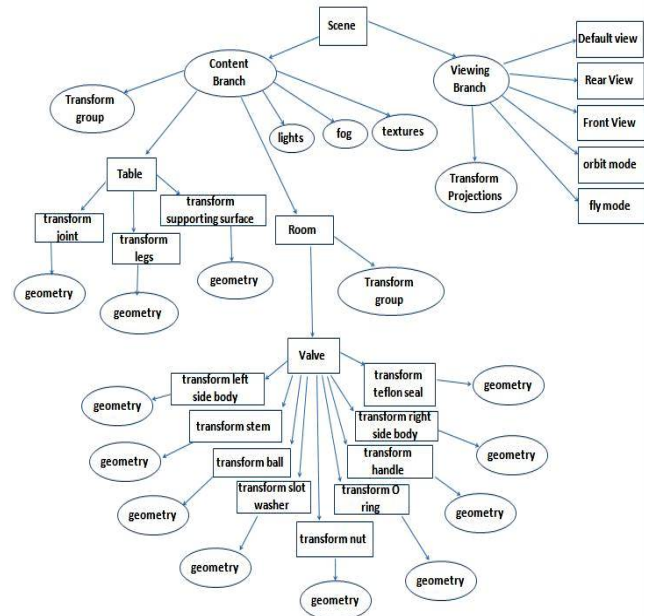 Scene
Default view
Content
Branch
Viewing
Branch
Rear View
Transform
group
Front View
lights
fog
textures
orbit mode
Table
Transform
Projections
transform
supporting surface
fly mode
transform
joint
Room
transform
legs
geometry
geometry
geometry
Transform
group
Valve
transform left
side body
transform
teflon seal
geometry
geometry
transform stem
transform right
side body
geometry
transform ball
transform
handle
geometry
transform slot
washer
transform O
ring
geometry
geometry
transform nut
geometry
geometry
geometry